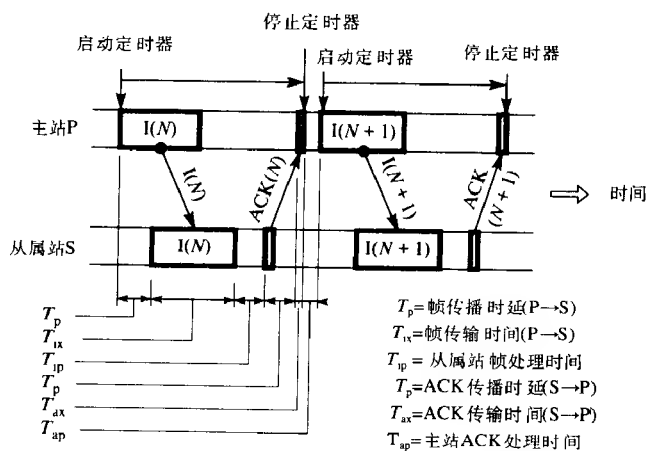 停止定时器
启动定时器
启动定时器
停止定时器
主站P
I(N)
I(N + 1)
I(N)
ACK(N)
I(N + 1)
ACK
(N + 1)
时间
从属站S
I(N)
I(N + 1)
Tp
Tix
Tip
Tp
Tax
Tap
Tp=帧传播时延(P→S)
Tix=帧传输时间(P→S)
Tip = 从属站帧处理时间
Tp=ACK传播时延(S→P)
Tax=ACK传输时间(S→P)
Tap=主站ACK处理时间